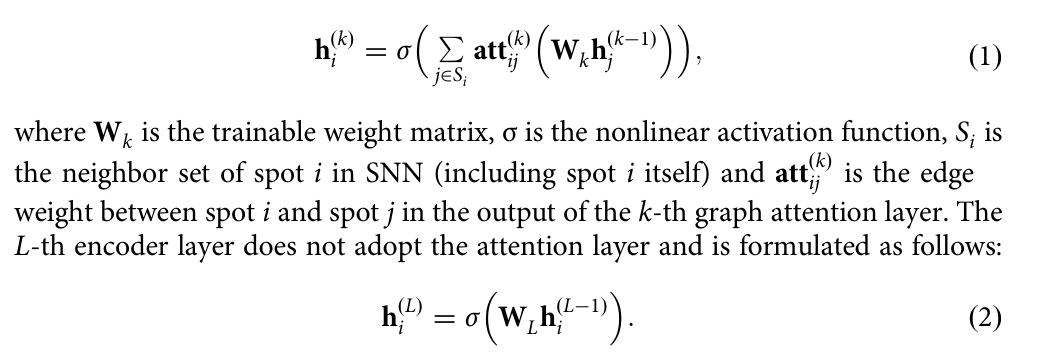 h_i^{(k)} = σ( ∑_{j∈S_i} att_{ij}^{(k)} ( W_k h_j^{(k−1)} ) ), (1)
where W_k is the trainable weight matrix, σ is the nonlinear activation function, S_i is
the neighbor set of spot i in SNN (including spot i itself) and att_{ij}^{(k)} is the edge
weight between spot i and spot j in the output of the k-th graph attention layer. The
L-th encoder layer does not adopt the attention layer and is formulated as follows:
h_i^{(L)} = σ( W_L h_i^{(L−1)} ). (2)